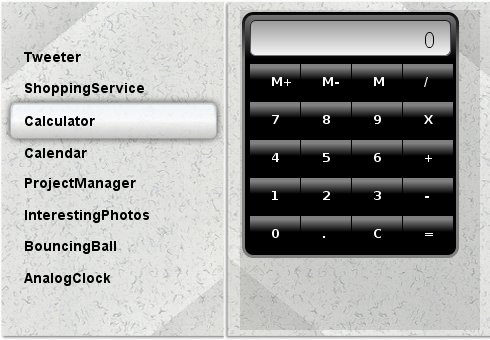 Tweeter
ShoppingService
Calculator
Calendar
ProjectManager
InterestingPhotos
BouncingBall
AnalogClock
0
M+ M- M /
7 8 9 X
4 5 6 +
1 2 3 -
0 . C =